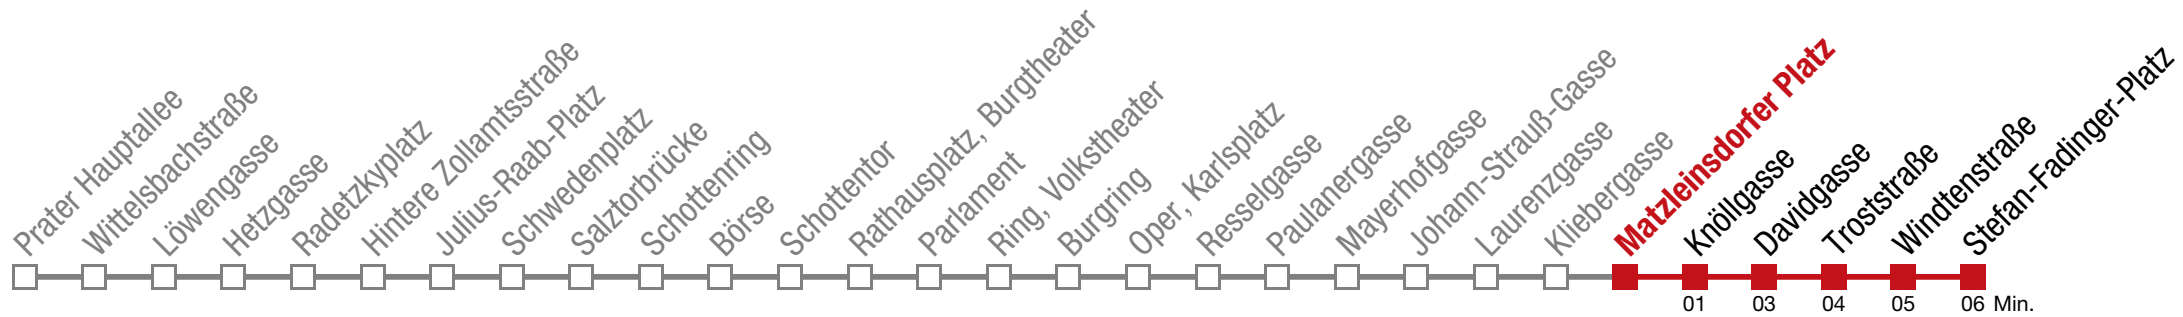 Prater Hauptallee
Wittelsbachstraße
Löwengasse
Hetzgasse
Radetzkyplatz
Hintere Zollamtsstraße
Julius-Raab-Platz
Schwedenplatz
Salztorbrücke
Schottenring
Börse
Schottentor
Rathausplatz, Burgtheater
Parlament
Ring, Volkstheater
Burgring
Oper, Karlsplatz
Resselgasse
Paulanergasse
Mayerhofgasse
Johann-Strauß-Gasse
Laurenzgasse
Kliebergasse
Matzleinsdorfer Platz
Knöllgasse
Davidgasse
Troststraße
Windtenstraße
Stefan-Fadinger-Platz
01 03 04 05 06 Min.